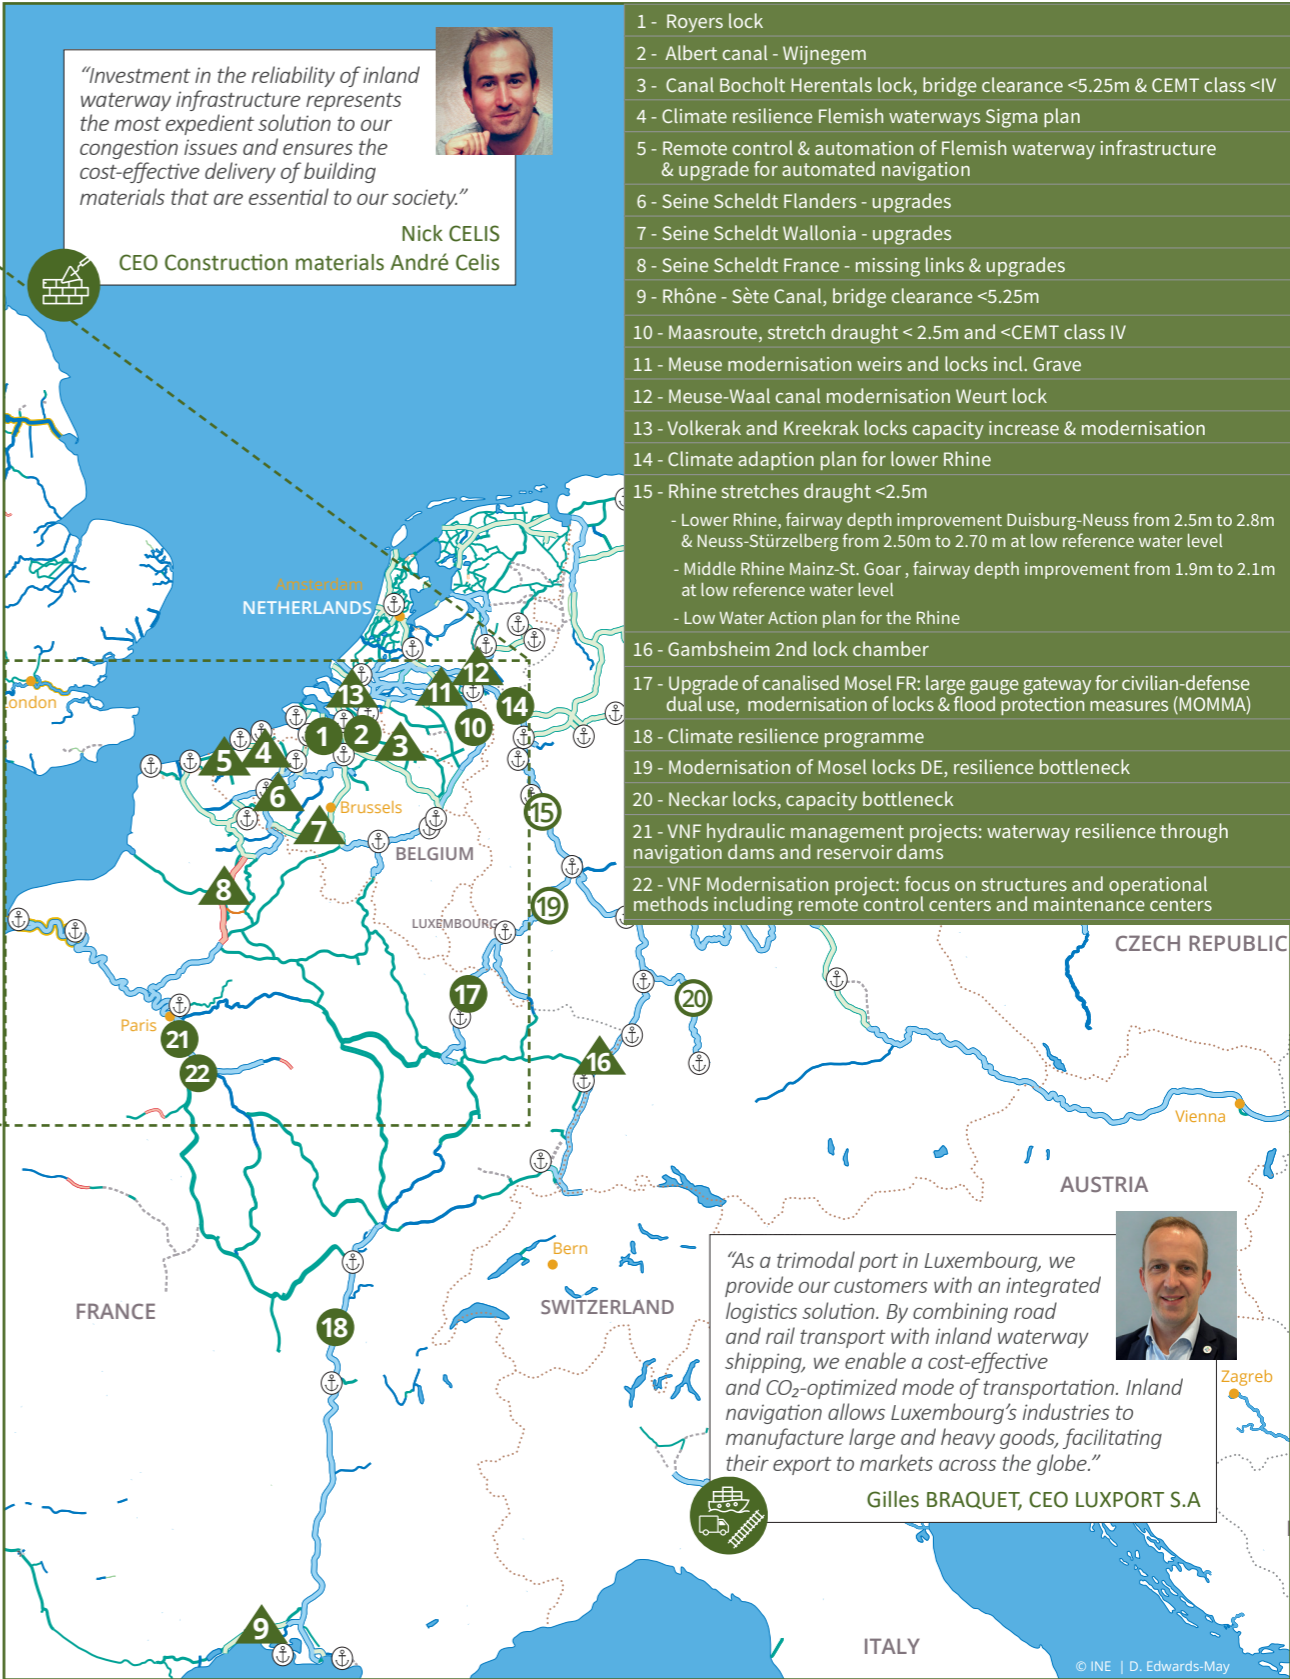 “Investment in the reliability of inland
waterway infrastructure represents
the most expedient solution to our
congestion issues and ensures the
cost-effective delivery of building
materials that are essential to our society.”
Nick CELIS
CEO Construction materials André Celis
1 - Royers lock
2 - Albert canal - Wijnegem
3 - Canal Bocholt Herentals lock, bridge clearance <5.25m & CEMT class <IV
4 - Climate resilience Flemish waterways Sigma plan
5 - Remote control & automation of Flemish waterway infrastructure
& upgrade for automated navigation
6 - Seine Scheldt Flanders - upgrades
7 - Seine Scheldt Wallonia - upgrades
8 - Seine Scheldt France - missing links & upgrades
9 - Rhône - Sète Canal, bridge clearance <5.25m
10 - Maasroute, stretch draught < 2.5m and <CEMT class IV
11 - Meuse modernisation weirs and locks incl. Grave
12 - Meuse-Waal canal modernisation Weurt lock
13 - Volkerak and Kreekrak locks capacity increase & modernisation
14 - Climate adaption plan for lower Rhine
15 - Rhine stretches draught <2.5m
- Lower Rhine, fairway depth improvement Duisburg-Neuss from 2.5m to 2.8m
& Neuss-Stürzelberg from 2.50m to 2.70 m at low reference water level
- Middle Rhine Mainz-St. Goar , fairway depth improvement from 1.9m to 2.1m
at low reference water level
- Low Water Action plan for the Rhine
16 - Gambsheim 2nd lock chamber
17 - Upgrade of canalised Mosel FR: large gauge gateway for civilian-defense
dual use, modernisation of locks & flood protection measures (MOMMA)
18 - Climate resilience programme
19 - Modernisation of Mosel locks DE, resilience bottleneck
20 - Neckar locks, capacity bottleneck
21 - VNF hydraulic management projects: waterway resilience through
navigation dams and reservoir dams
22 - VNF Modernisation project: focus on structures and operational
methods including remote control centers and maintenance centers
Amsterdam
NETHERLANDS
London
12
13
11
14
10
1
2
3
4
5
6
7
Brussels
15
BELGIUM
8
19
LUXEMBOURG
CZECH REPUBLIC
17
20
Paris
21
22
16
Vienna
AUSTRIA
Bern
FRANCE
SWITZERLAND
18
“As a trimodal port in Luxembourg, we
provide our customers with an integrated
logistics solution. By combining road
and rail transport with inland waterway
shipping, we enable a cost-effective
and CO₂-optimized mode of transportation. Inland
navigation allows Luxembourg’s industries to
manufacture large and heavy goods, facilitating
their export to markets across the globe.”
Gilles BRAQUET, CEO LUXPORT S.A
Zagreb
9
ITALY
© INE | D. Edwards-May